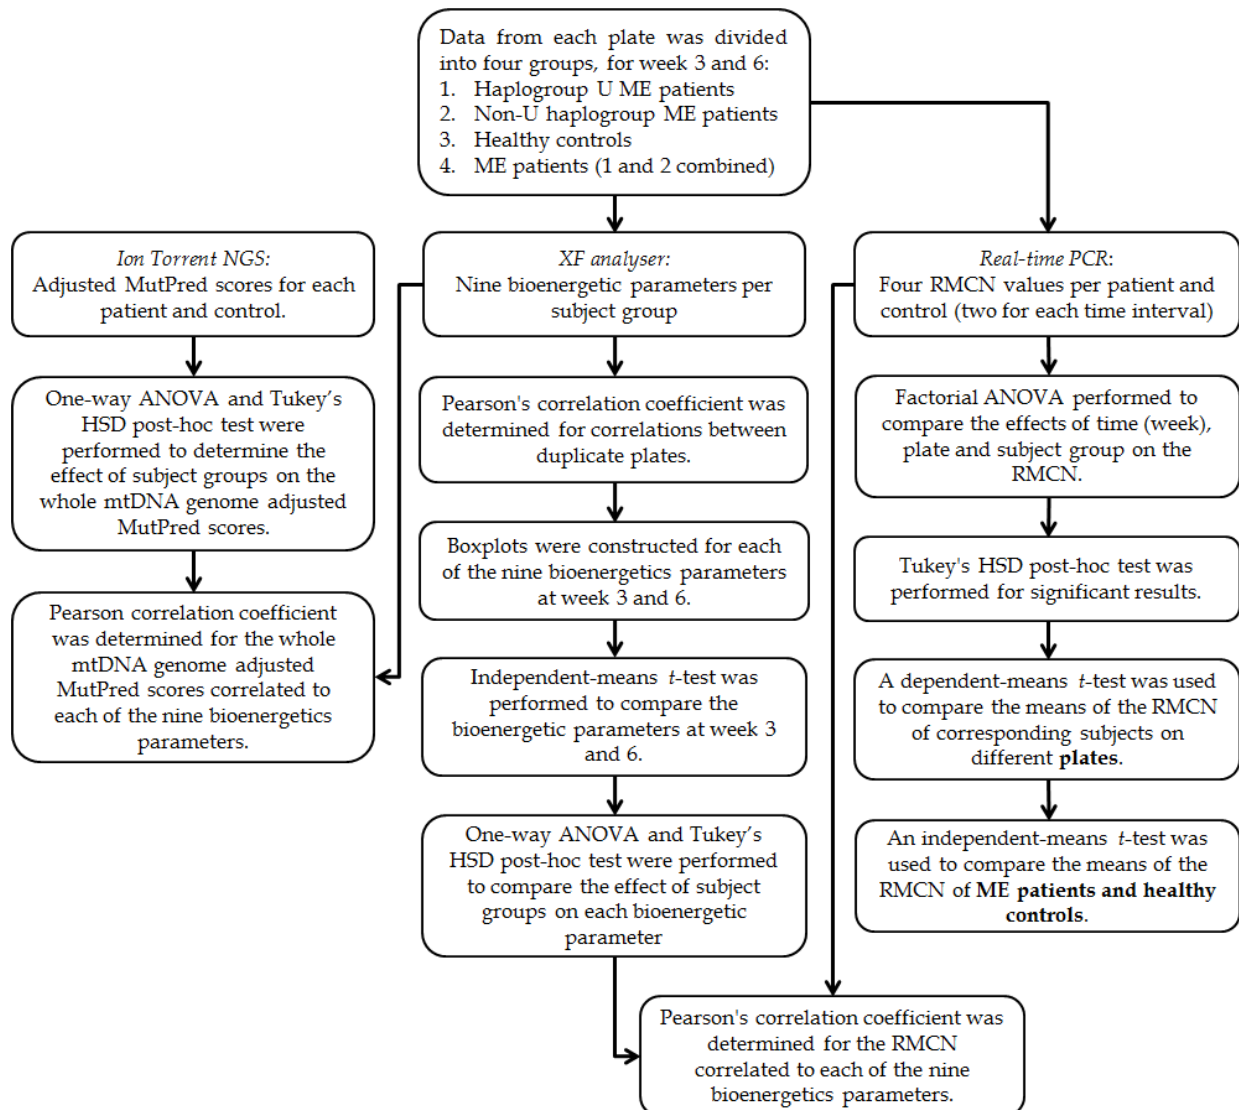 Data from each plate was divided
into four groups, for week 3 and 6:
1. Haplogroup U ME patients
2. Non-U haplogroup ME patients
3. Healthy controls
4. ME patients (1 and 2 combined)
Ion Torrent NGS:
Adjusted MutPred scores for each
patient and control.
XF analyser:
Nine bioenergetic parameters per
subject group
Real-time PCR:
Four RMCN values per patient and
control (two for each time interval)
One-way ANOVA and Tukey's
HSD post-hoc test were
performed to determine the
effect of subject groups on the
whole mtDNA genome adjusted
MutPred scores.
Pearson's correlation coefficient was
determined for correlations between
duplicate plates.
Factorial ANOVA performed to
compare the effects of time (week),
plate and subject group on the
RMCN.
Boxplots were constructed for each
of the nine bioenergetics parameters
at week 3 and 6.
Tukey's HSD post-hoc test was
performed for significant results.
Pearson correlation coefficient
was determined for the whole
mtDNA genome adjusted
MutPred scores correlated to
each of the nine bioenergetics
parameters.
Independent-means t-test was
performed to compare the
bioenergetic parameters at week 3
and 6.
A dependent-means t-test was used
to compare the means of the RMCN
of corresponding subjects on
different plates.
One-way ANOVA and Tukey's
HSD post-hoc test were performed
to compare the effect of subject
groups on each bioenergetic
parameter
An independent-means t-test was
used to compare the means of the
RMCN of ME patients and healthy
controls.
Pearson's correlation coefficient was
determined for the RMCN
correlated to each of the nine
bioenergetics parameters.